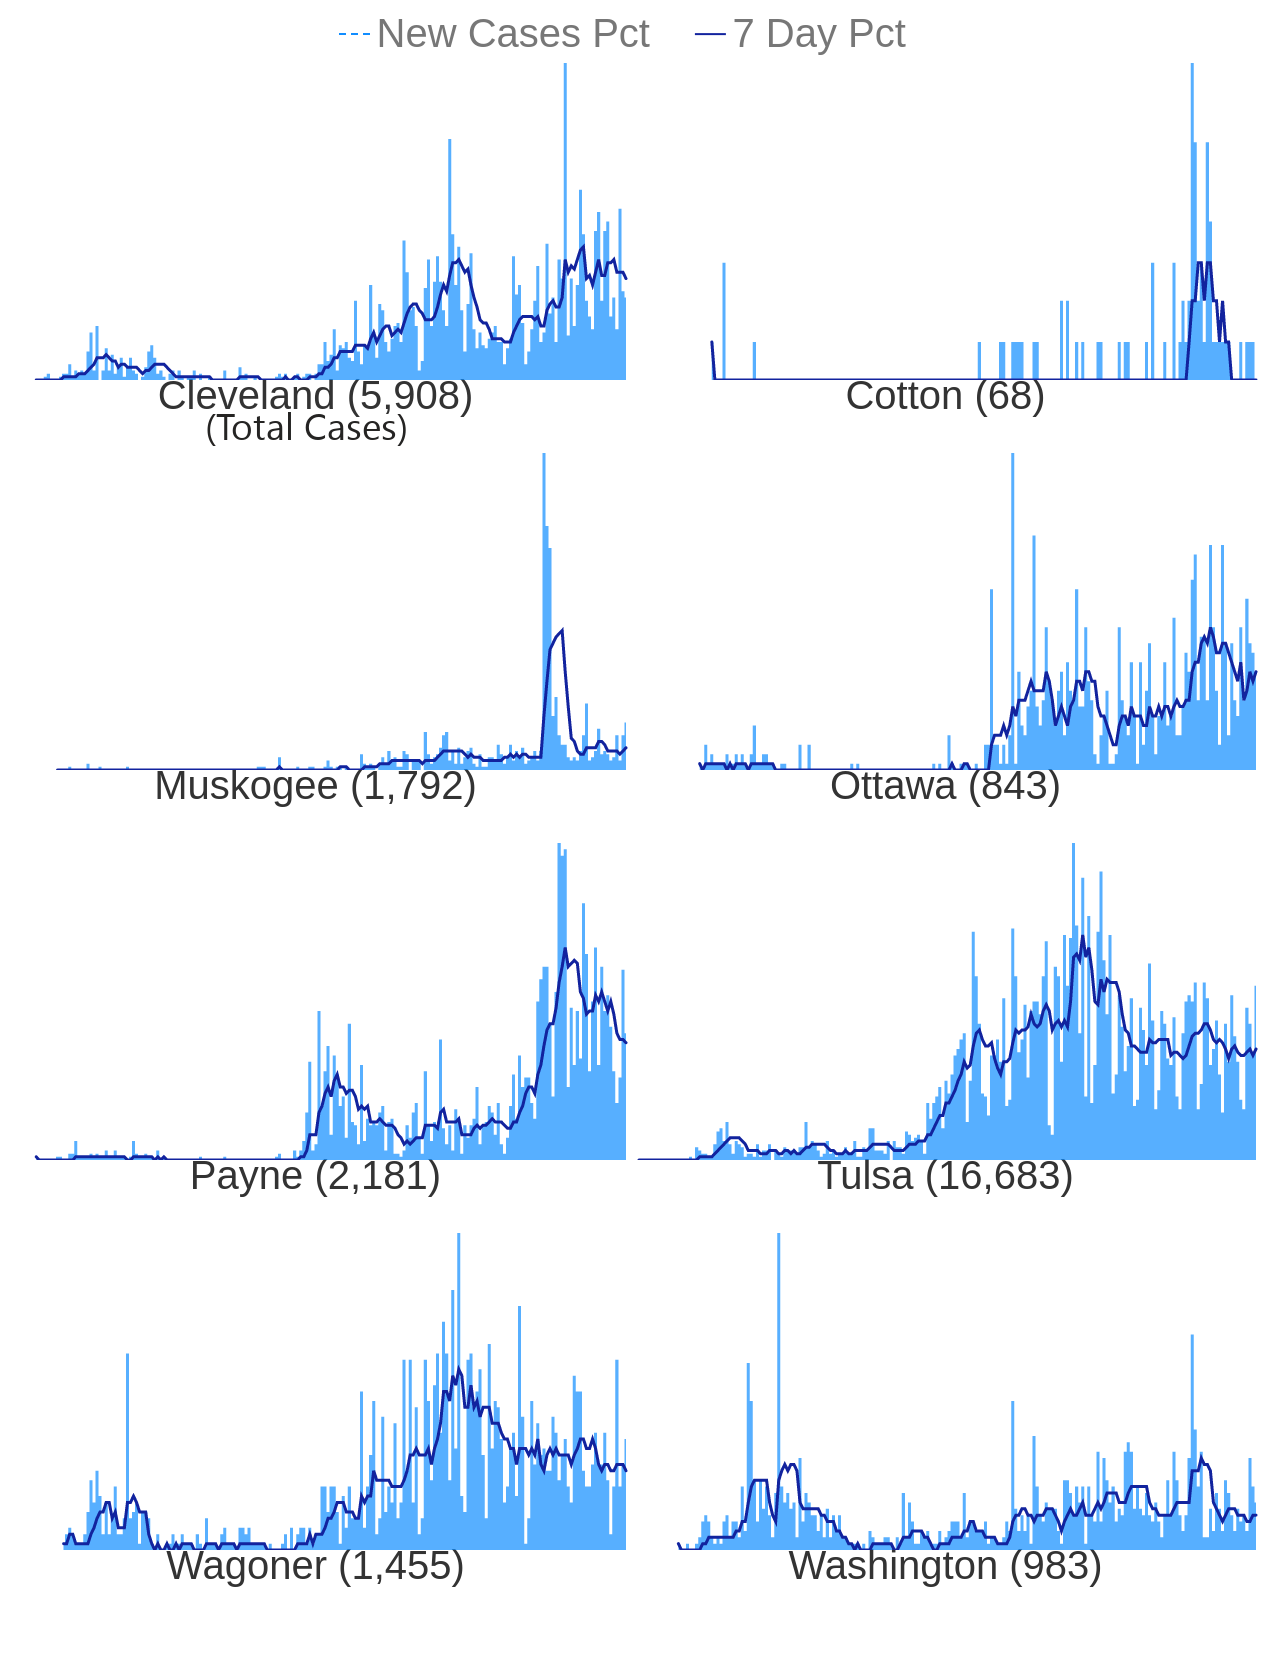 New Cases Pct 7 Day Pct
Cleveland (5,908) Cotton (68)
(Total Cases)
Muskogee (1,792) Ottawa (843)
Payne (2,181) Tulsa (16,683)
Wagoner (1,455) Washington (983)